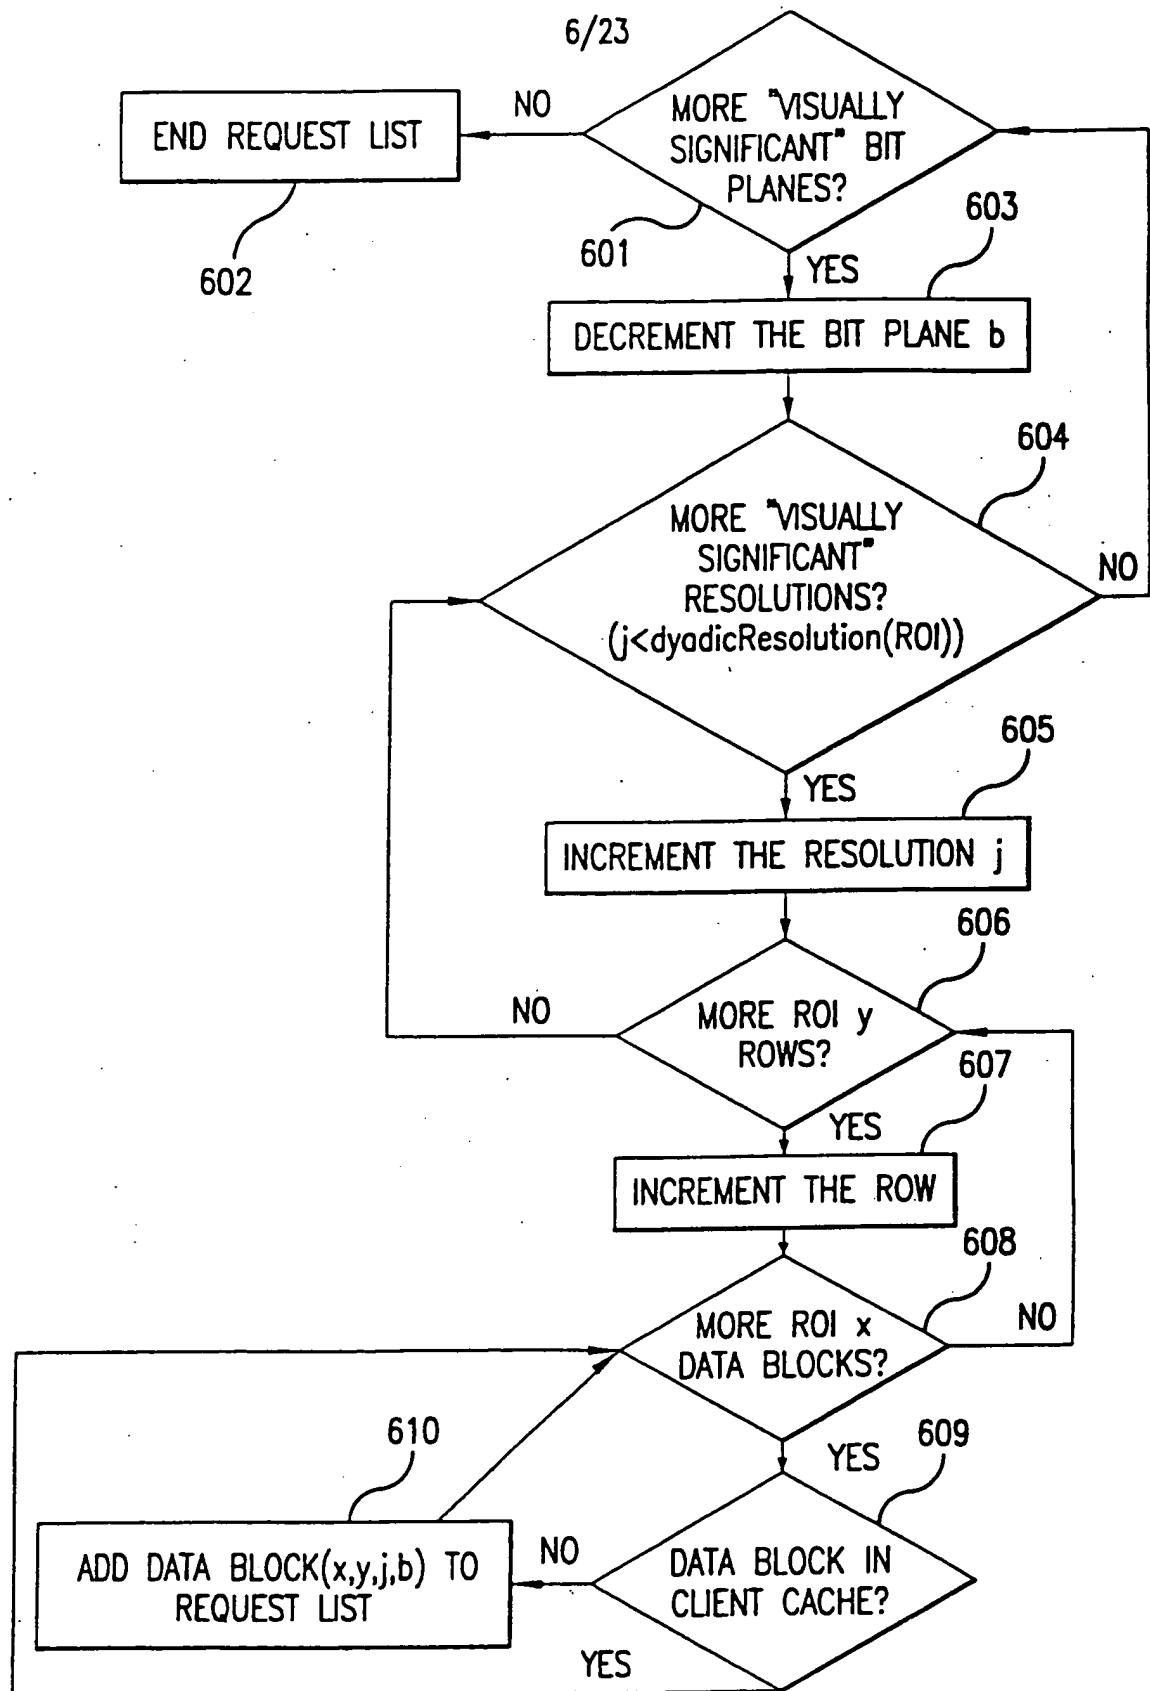 6/23
MORE "VISUALLY
SIGNIFICANT" BIT
PLANES?
NO
END REQUEST LIST
602
601
603
YES
DECREMENT THE BIT PLANE b
604
MORE "VISUALLY
SIGNIFICANT"
RESOLUTIONS?
(j<dyadicResolution(ROI))
NO
605
YES
INCREMENT THE RESOLUTION j
606
NO
MORE ROI y
ROWS?
607
YES
INCREMENT THE ROW
608
MORE ROI x
DATA BLOCKS?
NO
610
YES
609
ADD DATA BLOCK(x,y,j,b) TO
REQUEST LIST
NO
DATA BLOCK IN
CLIENT CACHE?
YES